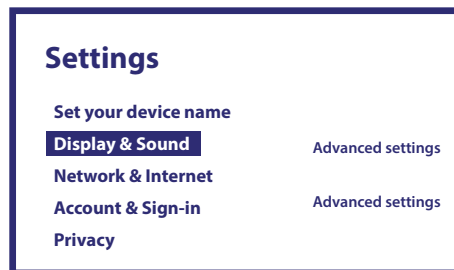 Settings
Set your device name
Display & Sound
Advanced settings
Network & Internet
Account & Sign-in
Advanced settings
Privacy